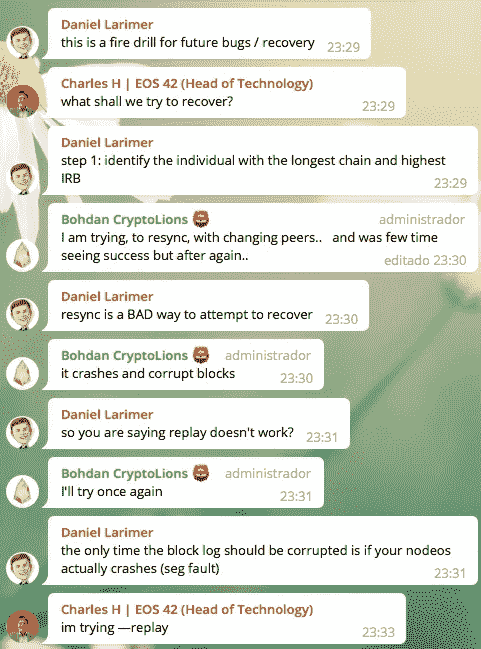 Daniel Larimer
this is a fire drill for future bugs / recovery 23:29
Charles H | EOS 42 (Head of Technology)
what shall we try to recover? 23:29
Daniel Larimer
step 1: identify the individual with the longest chain and highest
IRB 23:29
Bohdan CryptoLions administrador
I am trying, to resync, with changing peers.. and was few time
seeing success but after again.. editado 23:30
Daniel Larimer
resync is a BAD way to attempt to recover 23:30
Bohdan CryptoLions administrador
it crashes and corrupt blocks 23:30
Daniel Larimer
so you are saying replay doesn't work? 23:31
Bohdan CryptoLions administrador
I'll try once again 23:31
Daniel Larimer
the only time the block log should be corrupted is if your nodeos
actually crashes (seg fault) 23:31
Charles H | EOS 42 (Head of Technology)
im trying —replay 23:33